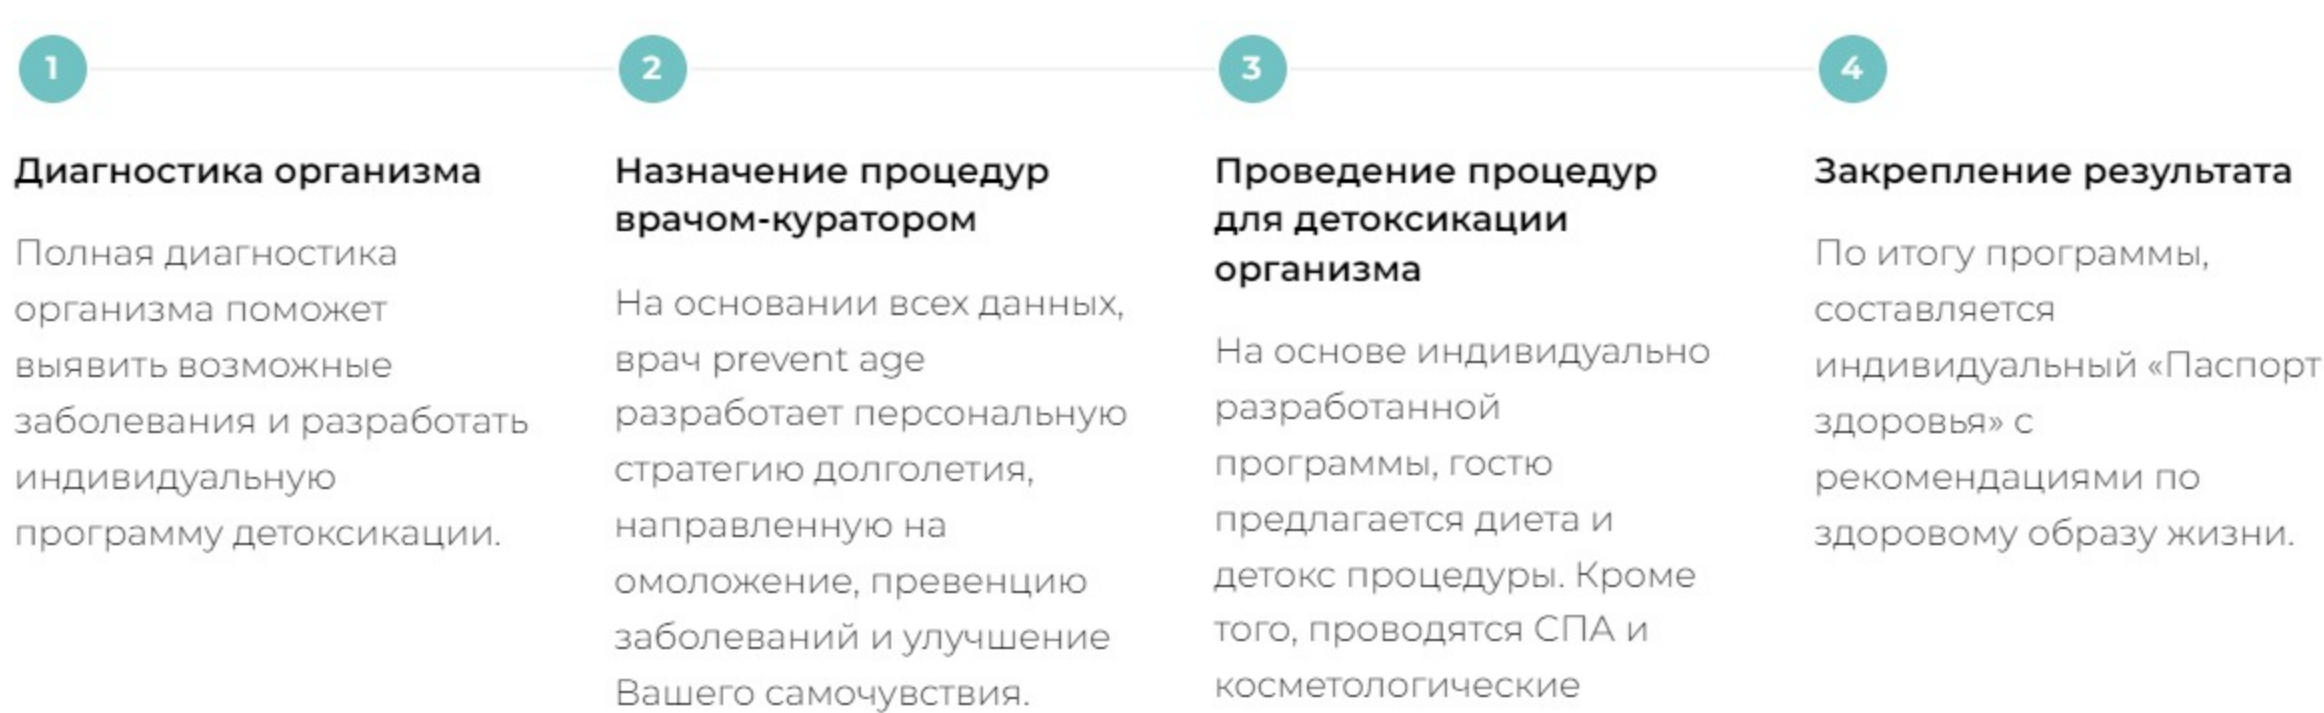 1
Диагностика организма
Полная диагностика
организма поможет
выявить возможные
заболевания и разработать
индивидуальную
программу детоксикации.
2
Назначение процедур
врачом-куратором
На основании всех данных,
врач prevent age
разработает персональную
стратегию долголетия,
направленную на
омоложение, превенцию
заболеваний и улучшение
Вашего самочувствия.
3
Проведение процедур
для детоксикации
организма
На основе индивидуально
разработанной
программы, гостю
предлагается диета и
детокс процедуры. Кроме
того, проводятся СПА и
косметологические
4
Закрепление результата
По итогу программы,
составляется
индивидуальный «Паспорт
здоровья» с
рекомендациями по
здоровому образу жизни.